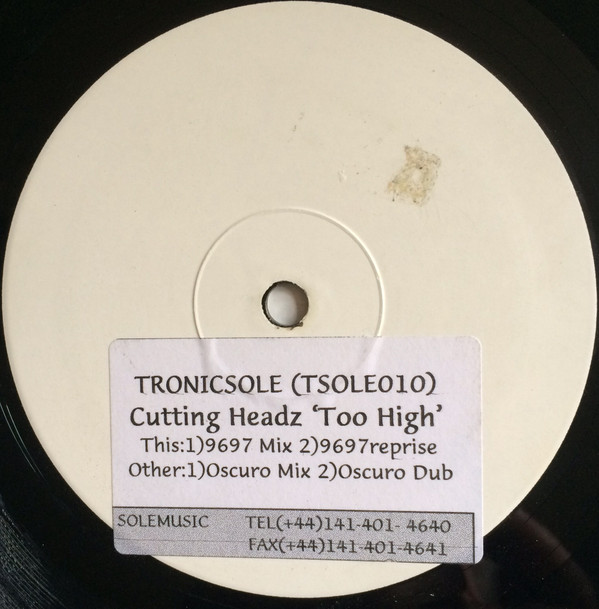 TRONICSOLE (TSOLE010)
Cutting Headz ‘Too High’
This:1)9697 Mix 2)9697reprise
Other:1)Oscuro Mix 2)Oscuro Dub
SOLEMUSIC TEL(+44)141-401- 4640
FAX(+44)141-401-4641